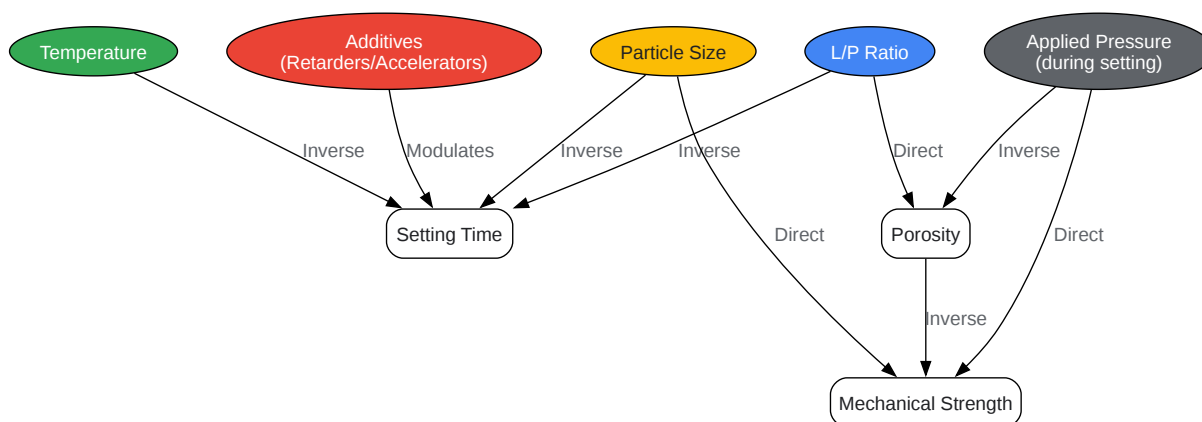 Temperature
Additives
(Retarders/Accelerators)
Particle Size
L/P Ratio
Applied Pressure
(during setting)
Inverse
Modulates
Inverse
Inverse
Direct
Inverse
Setting Time
Direct
Porosity
Direct
Inverse
Mechanical Strength